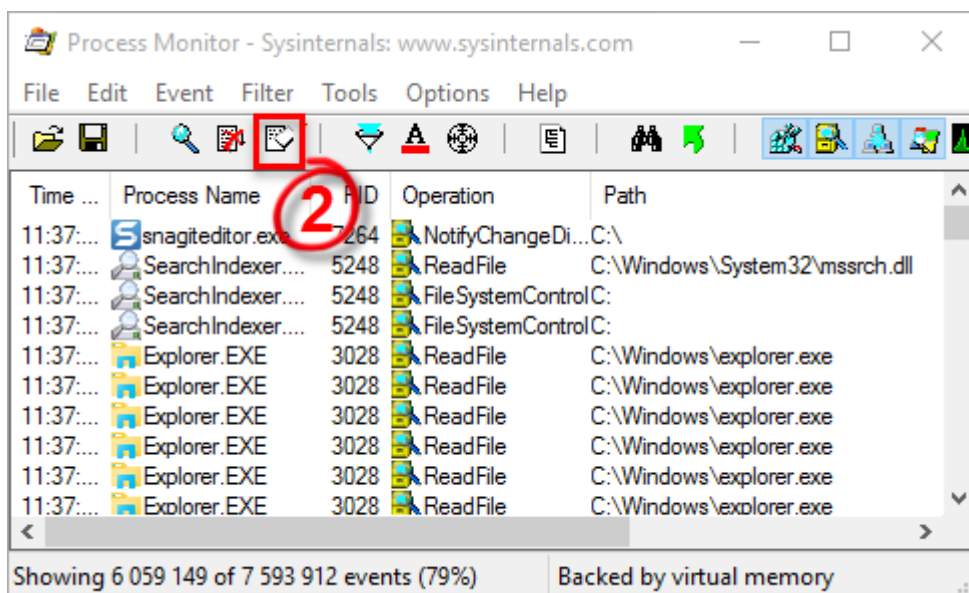 Process Monitor - Sysinternals: www.sysinternals.com
File Edit Event Filter Tools Options Help
2
Time ... Process Name PID Operation Path
11:37:... snagiteditor.exe 7264 NotifyChangeDi... C:\
11:37:... SearchIndexer.... 5248 ReadFile C:\Windows\System32\mssrch.dll
11:37:... SearchIndexer.... 5248 FileSystemControl C:
11:37:... SearchIndexer.... 5248 FileSystemControl C:
11:37:... Explorer.EXE 3028 ReadFile C:\Windows\explorer.exe
11:37:... Explorer.EXE 3028 ReadFile C:\Windows\explorer.exe
11:37:... Explorer.EXE 3028 ReadFile C:\Windows\explorer.exe
11:37:... Explorer.EXE 3028 ReadFile C:\Windows\explorer.exe
11:37:... Explorer.EXE 3028 ReadFile C:\Windows\explorer.exe
11:37:... Explorer.EXE 3028 ReadFile C:\Windows\explorer.exe
Showing 6 059 149 of 7 593 912 events (79%) Backed by virtual memory